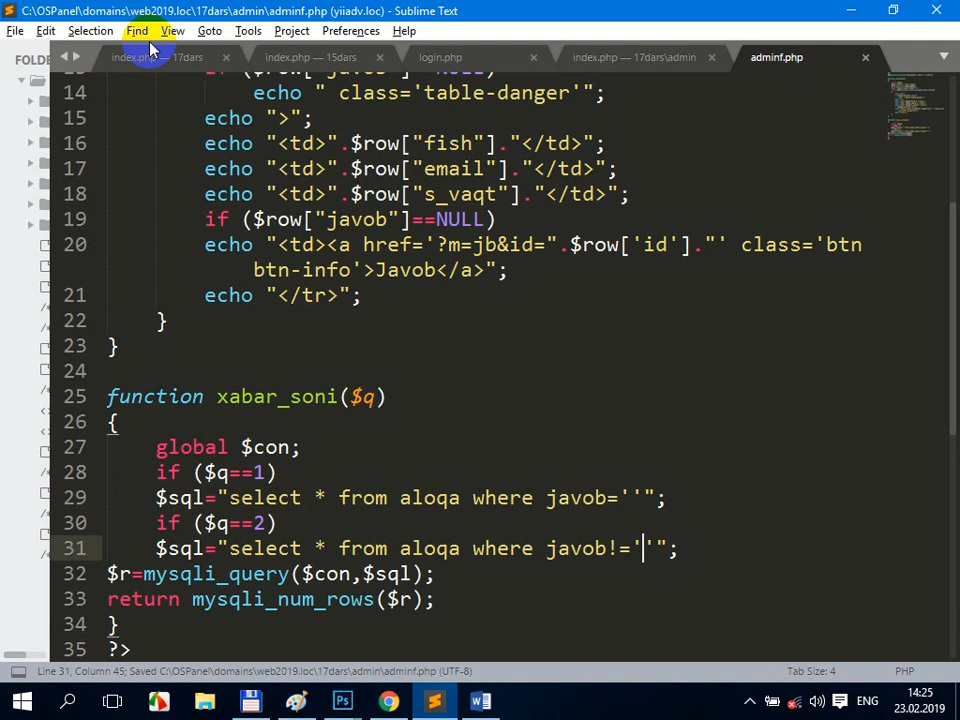 C:\OSPanel\domains\web2019.loc\17dars\admin\adminf.php (yiiadv.loc) - Sublime Text
File Edit Selection Find View Goto Tools Project Preferences Help
FOLD
index.php — 17dars × index.php — 15dars × login.php × index.php — 17dars\admin × adminf.php ×
14 echo " class='table-danger'";
15 echo ">";
16 echo "<td>".$row["fish"]."</td>";
17 echo "<td>".$row["email"]."</td>";
18 echo "<td>".$row["s_vaqt"]."</td>";
19 if ($row["javob"]==NULL)
20 echo "<td><a href='?m=jb&id=".$row['id']."' class='btn
btn-info'>Javob</a>";
21 echo "</tr>";
22 }
23 }
24
25 function xabar_soni($q)
26 {
27 global $con;
28 if ($q==1)
29 $sql="select * from aloqa where javob=''";
30 if ($q==2)
31 $sql="select * from aloqa where javob!=''";
32 $r=mysqli_query($con,$sql);
33 return mysqli_num_rows($r);
34 }
35 ?>
Line 31, Column 45; Saved C:\OSPanel\domains\web2019.loc\17dars\admin\adminf.php (UTF-8) Tab Size: 4 PHP
ENG 14:25
23.02.2019